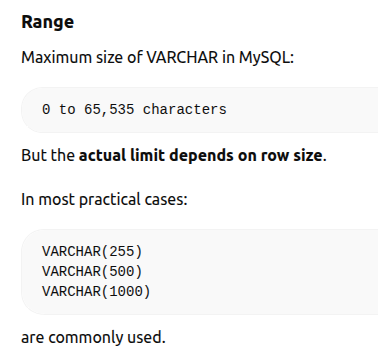 Range
Maximum size of VARCHAR in MySQL:
0 to 65,535 characters
But the actual limit depends on row size.
In most practical cases:
VARCHAR(255)
VARCHAR(500)
VARCHAR(1000)
are commonly used.